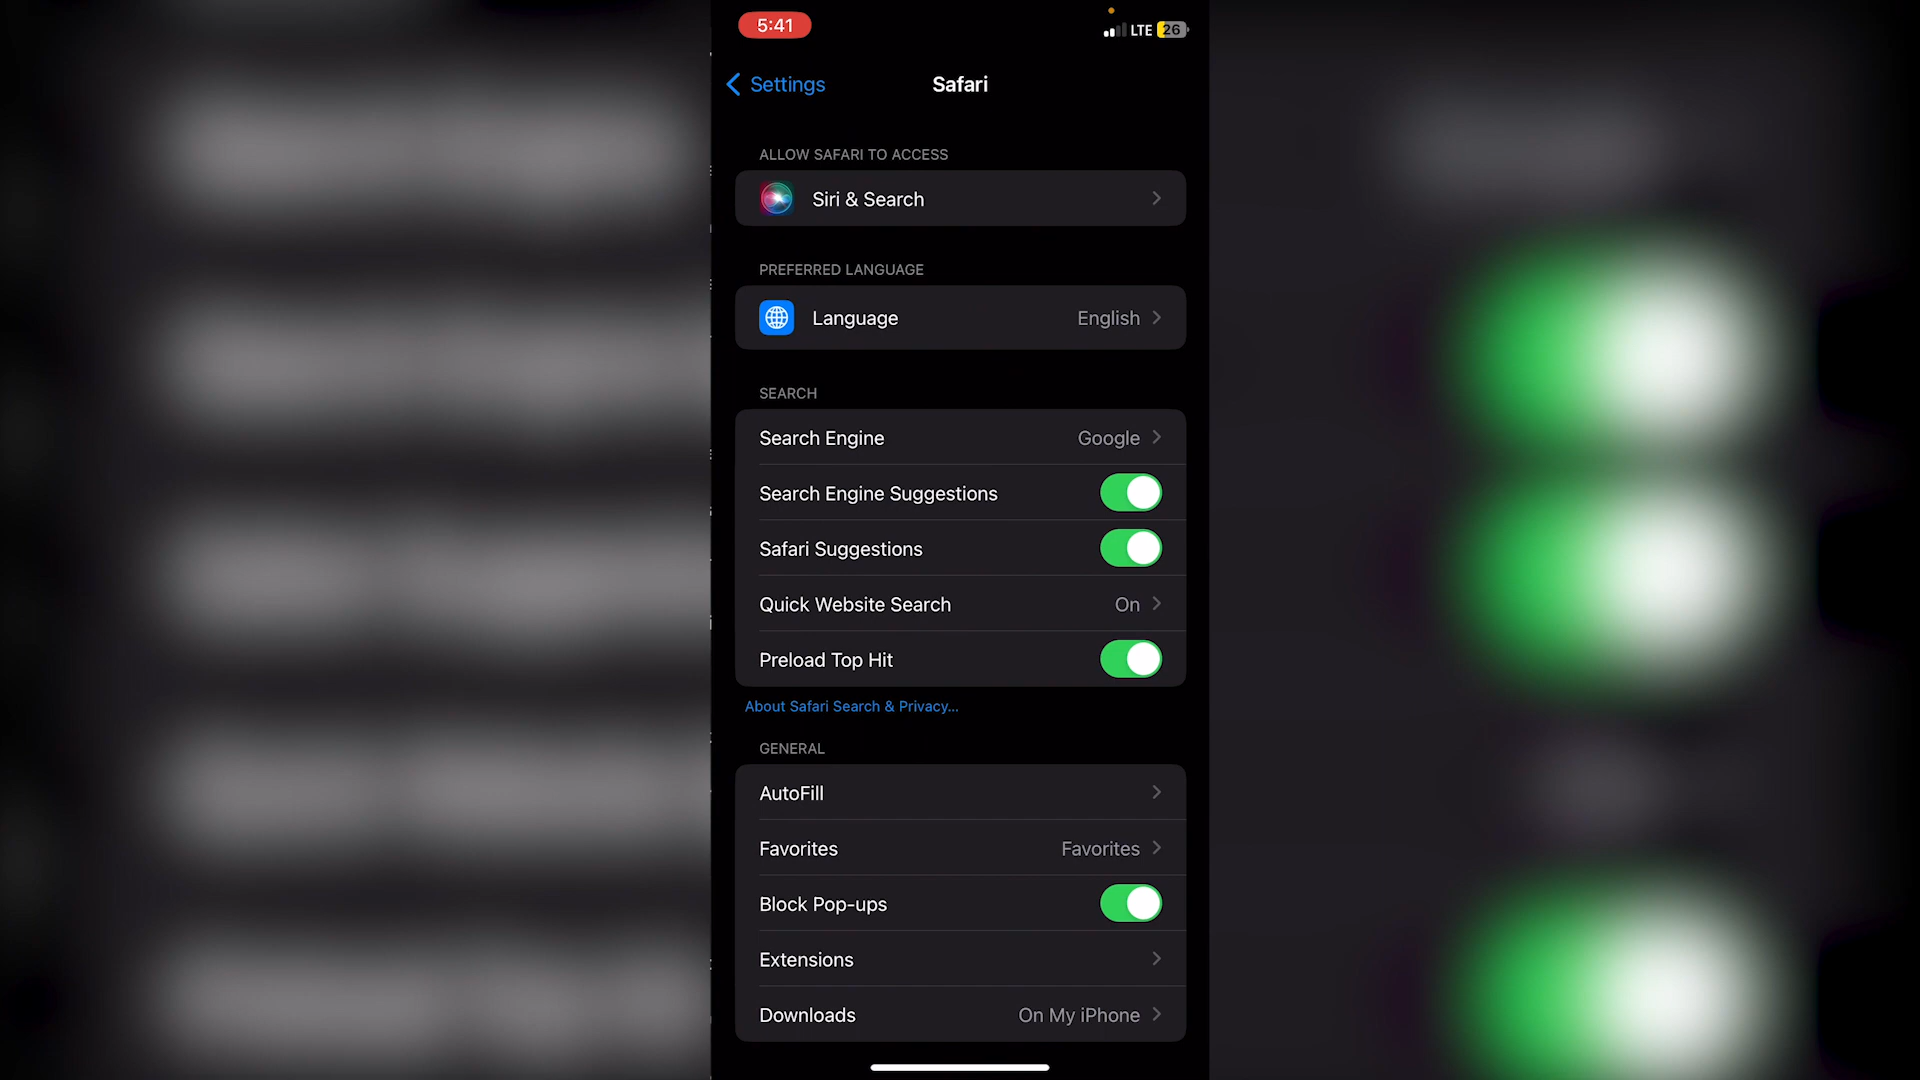 5:41
LTE 26
Settings
Safari
ALLOW SAFARI TO ACCESS
Siri & Search
PREFERRED LANGUAGE
Language English
SEARCH
Search Engine Google
Search Engine Suggestions
Safari Suggestions
Quick Website Search On
Preload Top Hit
About Safari Search & Privacy...
GENERAL
AutoFill
Favorites Favorites
Block Pop-ups
Extensions
Downloads On My iPhone